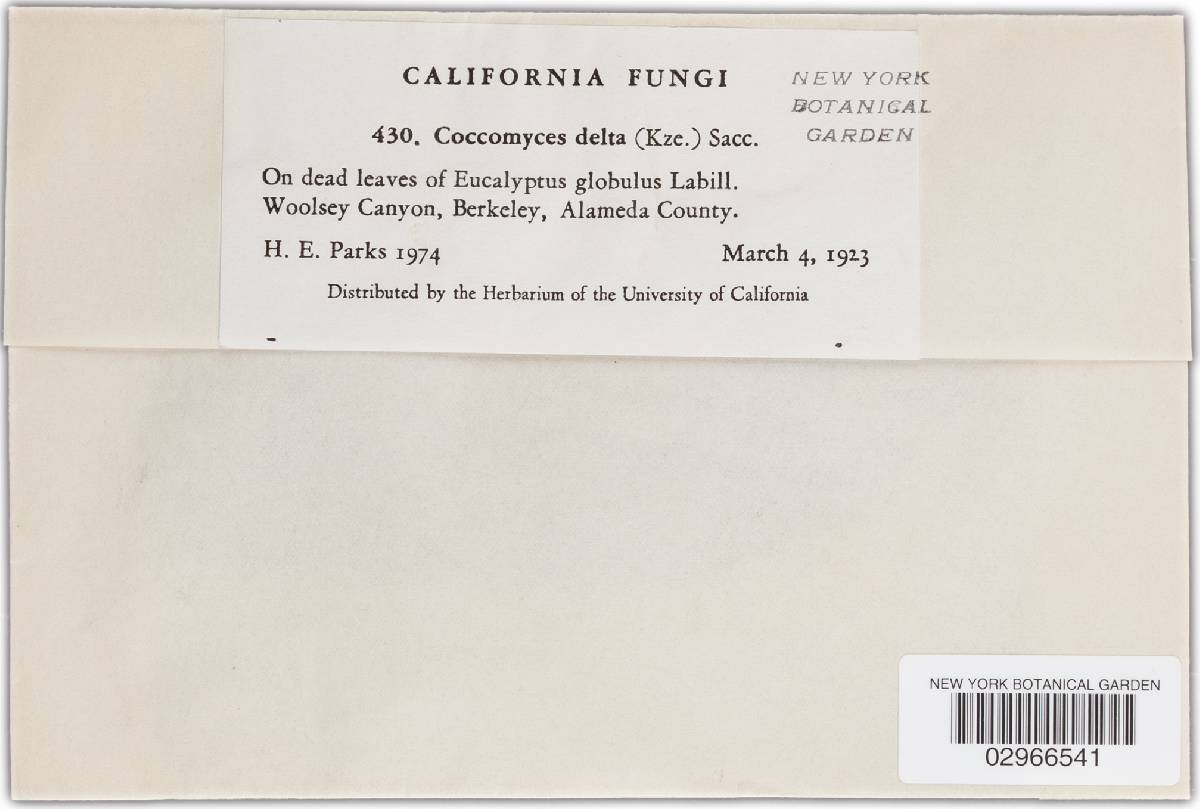 CALIFORNIA FUNGI
NEW YORK
BOTANICAL
GARDEN
430. Coccomyces delta (Kze.) Sacc.
On dead leaves of Eucalyptus globulus Labill.
Woolsey Canyon, Berkeley, Alameda County.
H. E. Parks 1974 March 4, 1923
Distributed by the Herbarium of the University of California
NEW YORK BOTANICAL GARDEN
02966541